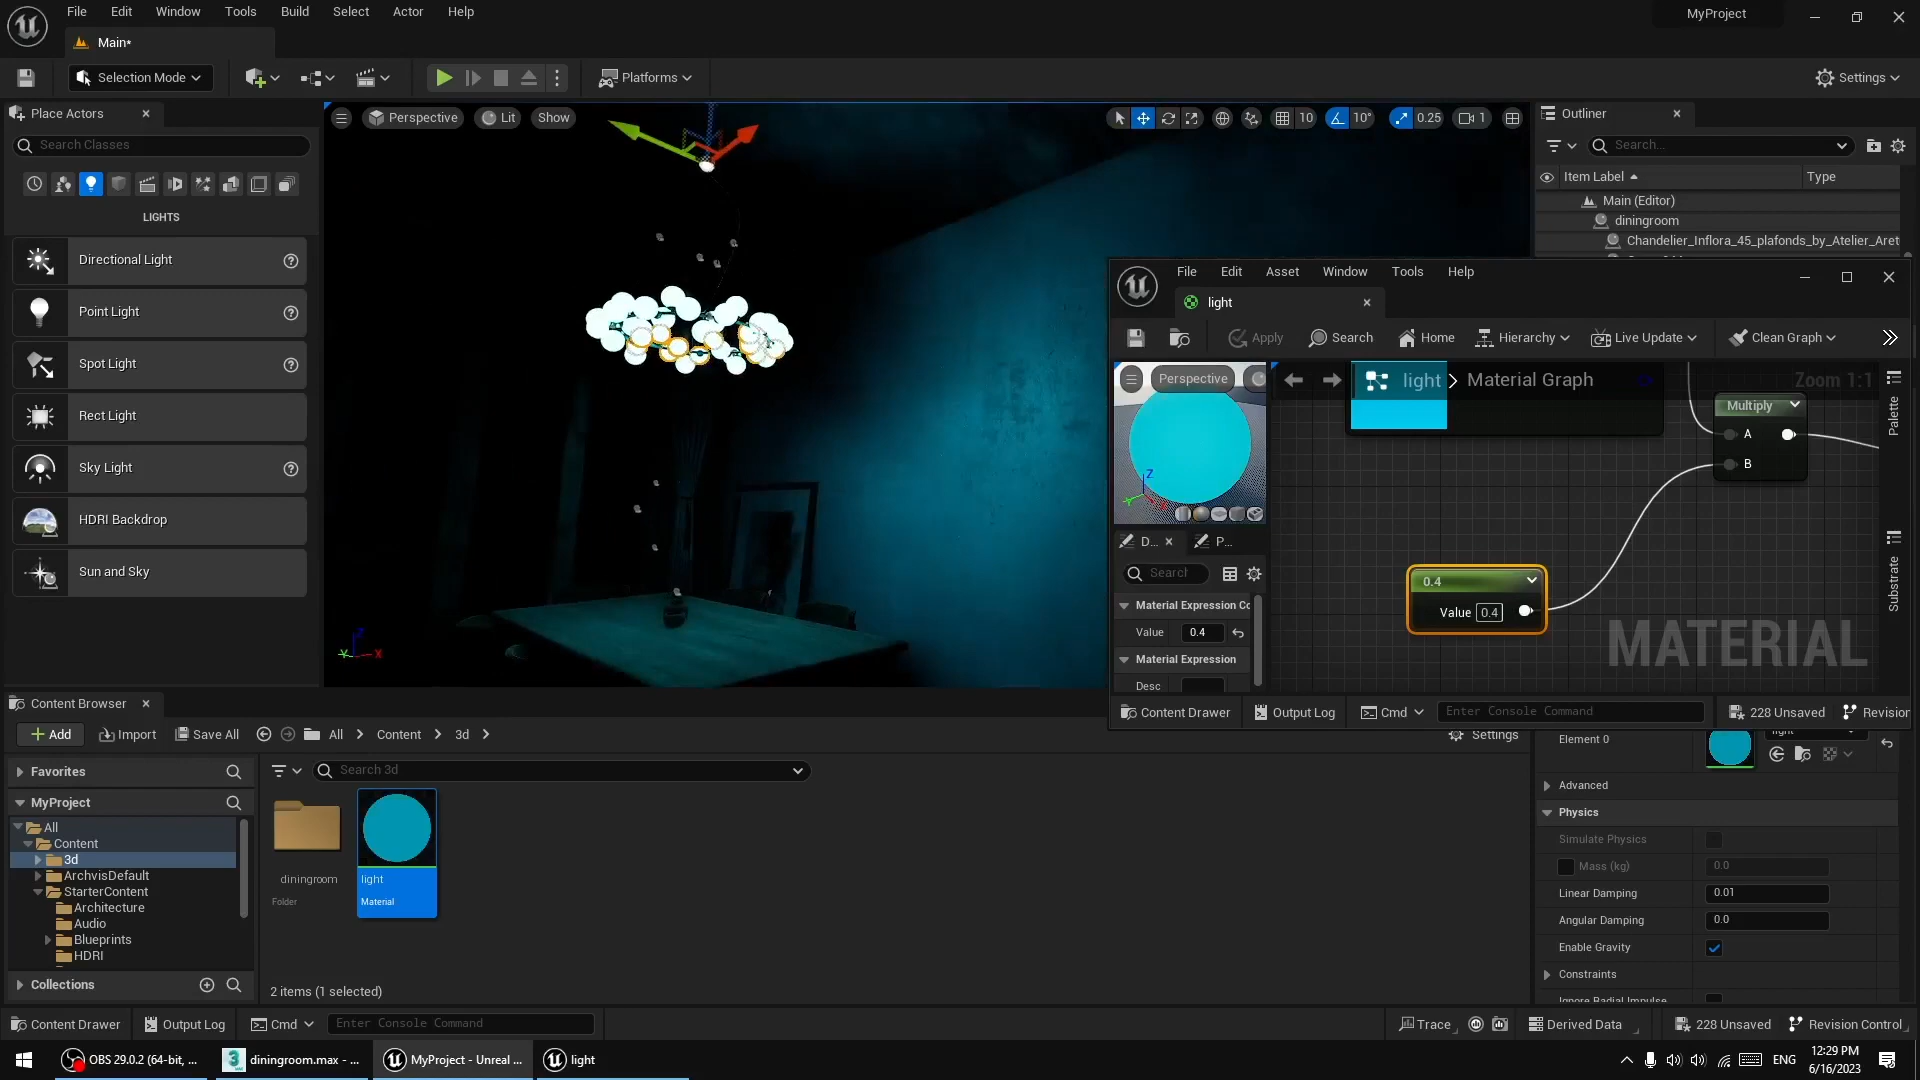 File Edit Window Tools Build Select Actor Help
MyProject
Main*
Selection Mode
Platforms
Settings
Place Actors
Search Classes
LIGHTS
Directional Light
Point Light
Spot Light
Rect Light
Sky Light
HDRI Backdrop
Sun and Sky
Perspective
Lit
Show
10
10°
0.25
1
Z
Y
X
Outliner
Search...
Item Label
Type
Main (Editor)
diningroom
Chandelier_Inflora_45_plafonds_by_Atelier_Aret
File Edit Asset Window Tools Help
light
Apply
Search
Home
Hierarchy
Live Update
Clean Graph
Perspective
Z
light > Material Graph
Zoom 1:1
Palette
Substrate
Multiply
A
B
0.4
Value 0.4
MATERIAL
D...
P...
Search
Material Expression Co
Value 0.4
Material Expression
Desc
Content Drawer
Output Log
Cmd
Enter Console Command
228 Unsaved
Revision
Content Browser
Add
Import
Save All
All > Content > 3d >
Settings
Favorites
MyProject
All
Content
3d
ArchvisDefault
StarterContent
Architecture
Audio
Blueprints
HDRI
Collections
Search 3d
diningroom
Folder
light
Material
2 items (1 selected)
Element 0
light
Advanced
Physics
Simulate Physics
Mass (kg) 0.0
Linear Damping 0.01
Angular Damping 0.0
Enable Gravity
Constraints
Ignore Radial Impulse
Content Drawer
Output Log
Cmd
Enter Console Command
Trace
Derived Data
228 Unsaved
Revision Control
OBS 29.0.2 (64-bit, ...
diningroom.max - ...
MyProject - Unreal ...
light
ENG
12:29 PM
6/16/2023